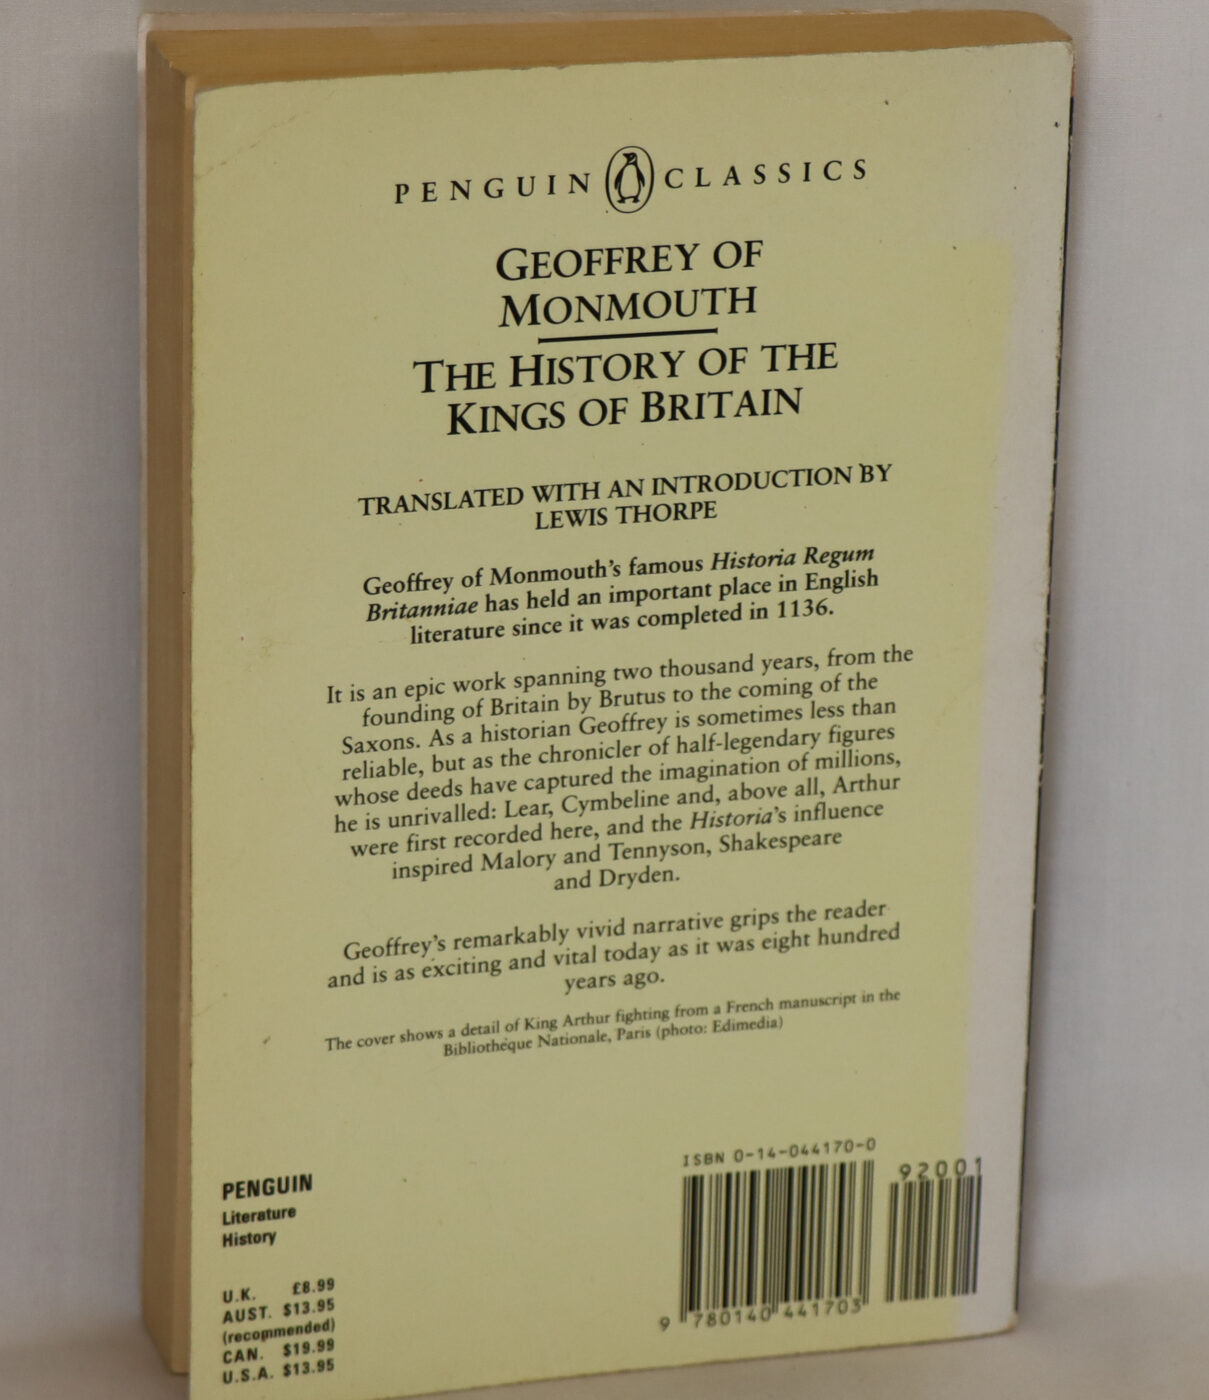 PENGUIN CLASSICS
GEOFFREY OF
MONMOUTH
THE HISTORY OF THE
KINGS OF BRITAIN
TRANSLATED WITH AN INTRODUCTION BY
LEWIS THORPE
Geoffrey of Monmouth's famous Historia Regum
Britanniae has held an important place in English
literature since it was completed in 1136.
It is an epic work spanning two thousand years, from the
founding of Britain by Brutus to the coming of the
Saxons. As a historian Geoffrey is sometimes less than
reliable, but as the chronicler of half-legendary figures
whose deeds have captured the imagination of millions,
he is unrivalled: Lear, Cymbeline and, above all, Arthur
were first recorded here, and the Historia's influence
inspired Malory and Tennyson, Shakespeare
and Dryden.
Geoffrey's remarkably vivid narrative grips the reader
and is as exciting and vital today as it was eight hundred
years ago.
The cover shows a detail of King Arthur fighting from a French manuscript in the
Bibliothèque Nationale, Paris (photo: Edimedia)
ISBN 0-14-044170-0
92001
9 780140 441703
PENGUIN
Literature
History
U.K. £8.99
AUST. $13.95
(recommended)
CAN. $19.99
U.S.A. $13.95